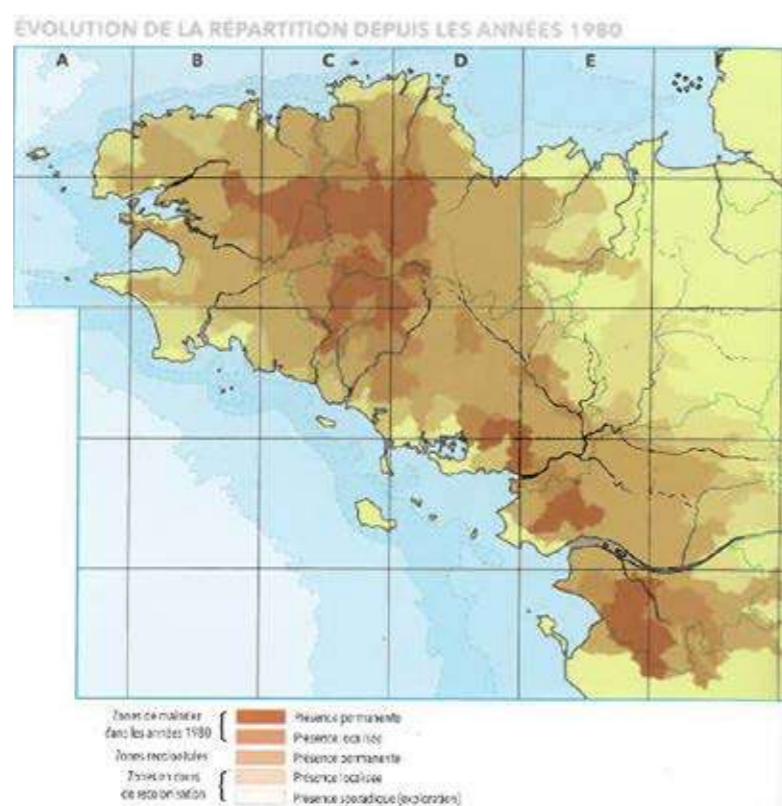 ÉVOLUTION DE LA RÉPARTITION DEPUIS LES ANNÉES 1980
A B C D E F
Zones de maintien
dans les années 1980
Présence permanente
Présence localisée
Zones recolonisées
Présence permanente
Zones en cours
de recolonisation
Présence localisée
Présence sporadique (exploration)